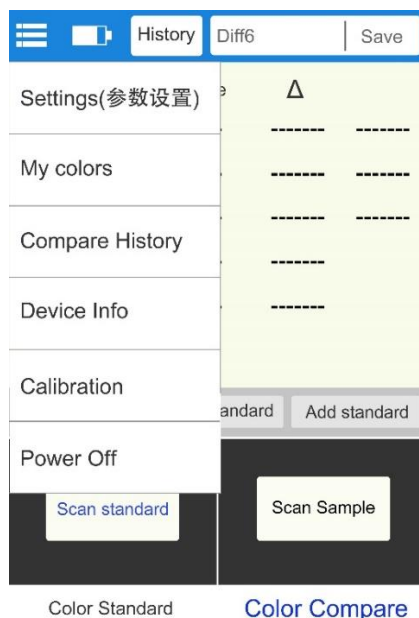 History Diff6 Save
Settings(参数设置)
e Δ
------- -------
My colors
------- -------
------- -------
Compare History
-------
Device Info
-------
Calibration
andard Add standard
Power Off
Scan standard Scan Sample
Color Standard Color Compare